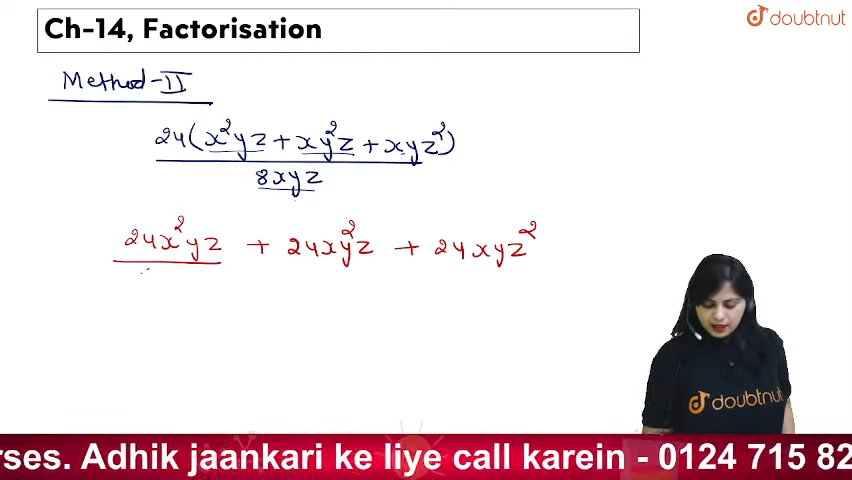 doubtnut
Ch-14, Factorisation
Method-II
24(x²yz + xy²z + xyz²)
8xyz
24x²yz + 24xy²z + 24xyz²
doubtnut
rses. Adhik jaankari ke liye call karein - 0124 715 82